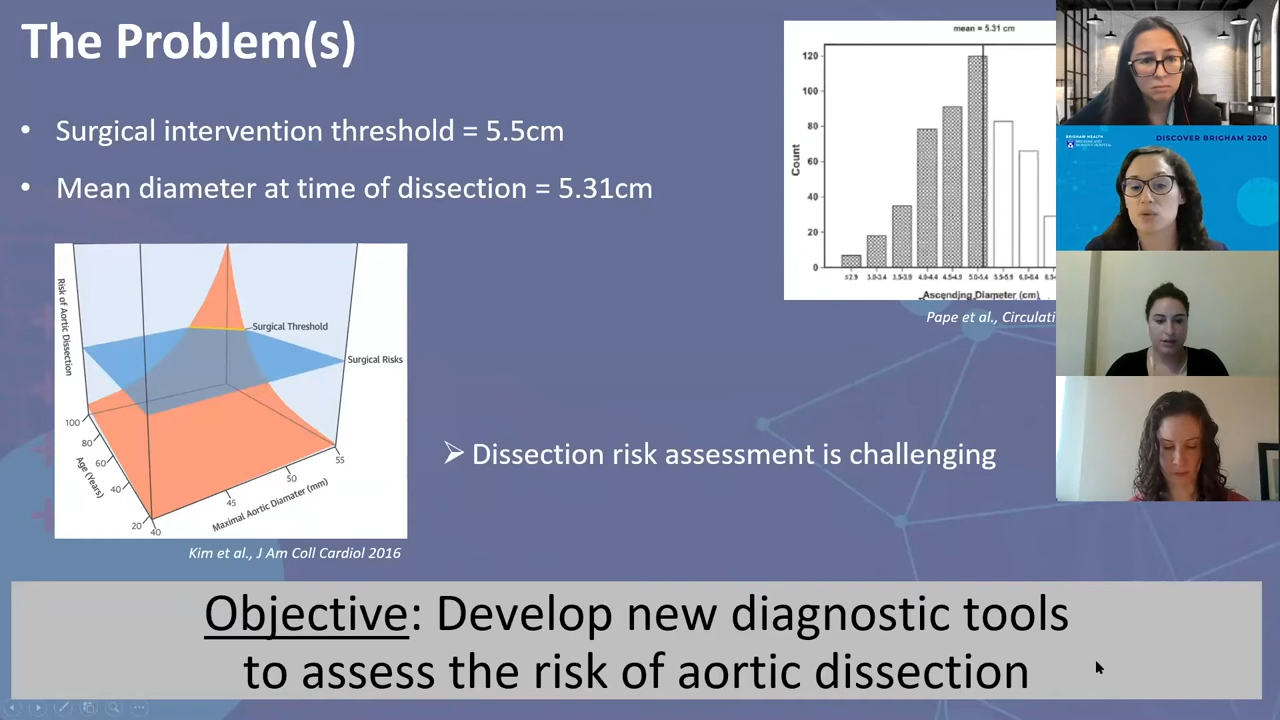 The Problem(s)
• Surgical intervention threshold = 5.5cm
• Mean diameter at time of dissection = 5.31cm
mean = 5.31 cm
120
100
80
60
40
20
0
Count
≤2.9 3.0-3.4 3.5-3.9 4.0-4.4 4.5-4.9 5.0-5.4 5.5-5.9 6.0-6.4 6.5-
Ascending Diameter (cm)
Pape et al., Circulati
DISCOVER BRIGHAM 2020
BRIGHAM HEALTH
Risk of Aortic Dissection
Surgical Threshold
Surgical Risks
100
80
60
40
20
Age (Years)
40
45
50
55
Maximal Aortic Diamater (mm)
Kim et al., J Am Coll Cardiol 2016
➢ Dissection risk assessment is challenging
Objective: Develop new diagnostic tools
to assess the risk of aortic dissection